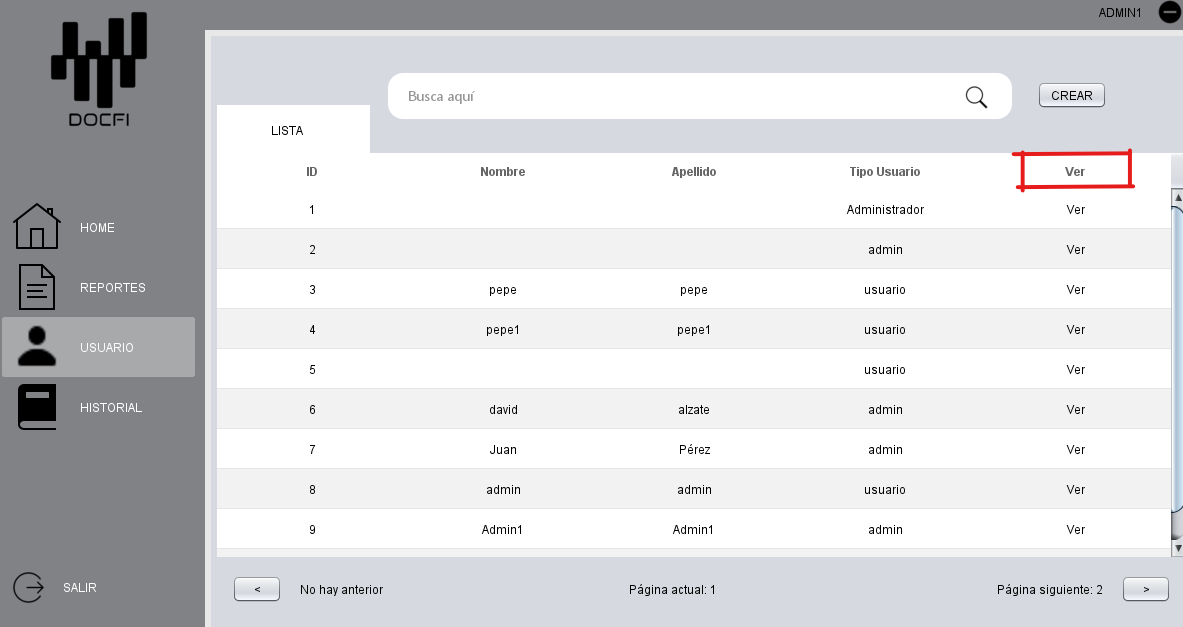 ADMIN1
DOCFI
Busca aquí
CREAR
LISTA
ID Nombre Apellido Tipo Usuario Ver
1 Administrador Ver
2 admin Ver
3 pepe pepe usuario Ver
4 pepe1 pepe1 usuario Ver
5 usuario Ver
6 david alzate admin Ver
7 Juan Pérez admin Ver
8 admin admin usuario Ver
9 Admin1 Admin1 admin Ver
HOME
REPORTES
USUARIO
HISTORIAL
SALIR
< No hay anterior Página actual: 1 Página siguiente: 2 >